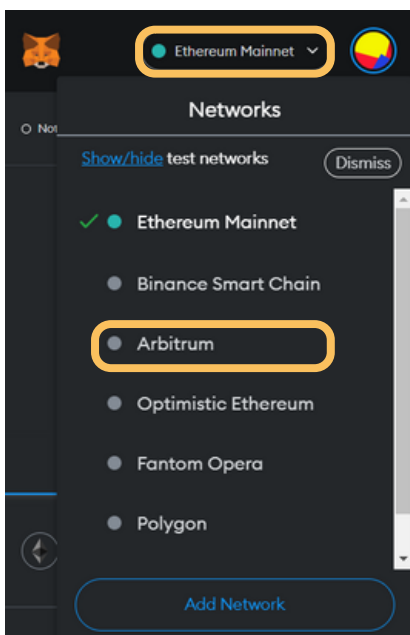 Ethereum Mainnet
Networks
Not
Show/hide test networks
Dismiss
Ethereum Mainnet
Binance Smart Chain
Arbitrum
Optimistic Ethereum
Fantom Opera
Polygon
Add Network